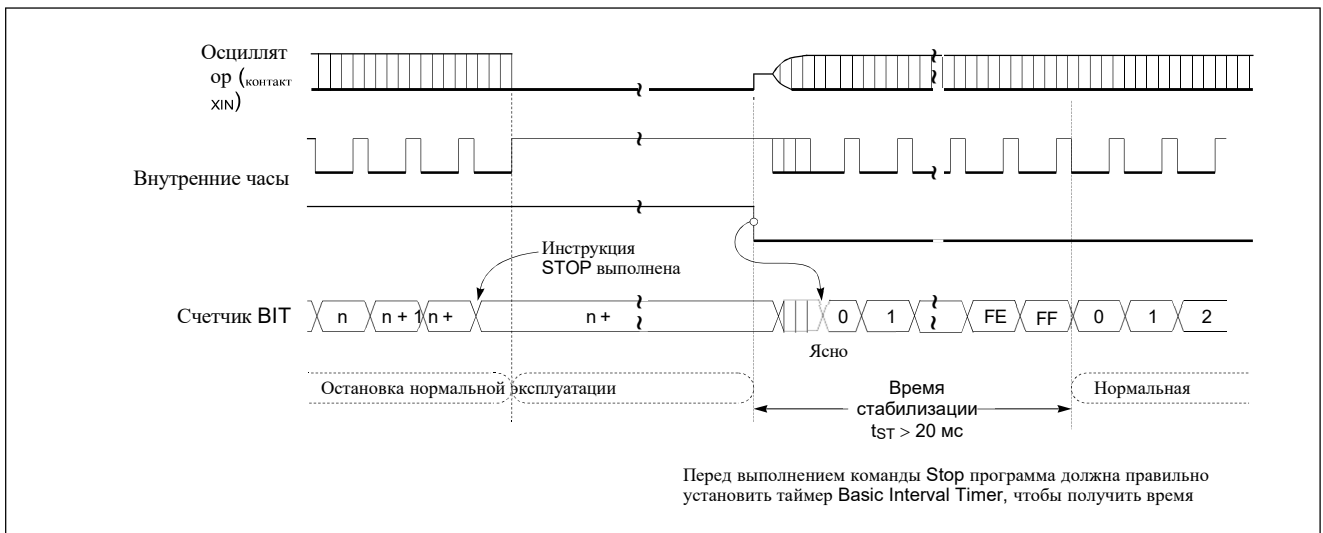 Осциллят
ор (контакт
XIN)
Внутренние часы
Инструкция
STOP выполнена
Счетчик BIT
n
n + 1
n +
n +
0
1
FE
FF
0
1
2
Ясно
Остановка нормальной эксплуатации
Время
стабилизации
tST > 20 мс
Нормальная
Перед выполнением команды Stop программа должна правильно
установить таймер Basic Interval Timer, чтобы получить время